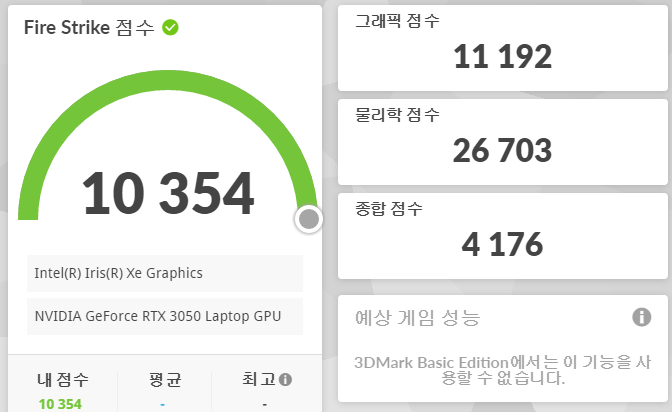 Fire Strike 점수
10 354
Intel(R) Iris(R) Xe Graphics
NVIDIA GeForce RTX 3050 Laptop GPU
내 점수 평균 최고
10 354 - -
그래픽 점수
11 192
물리학 점수
26 703
종합 점수
4 176
예상 게임 성능
3DMark Basic Edition에서는 이 기능을 사
용할 수 없습니다.